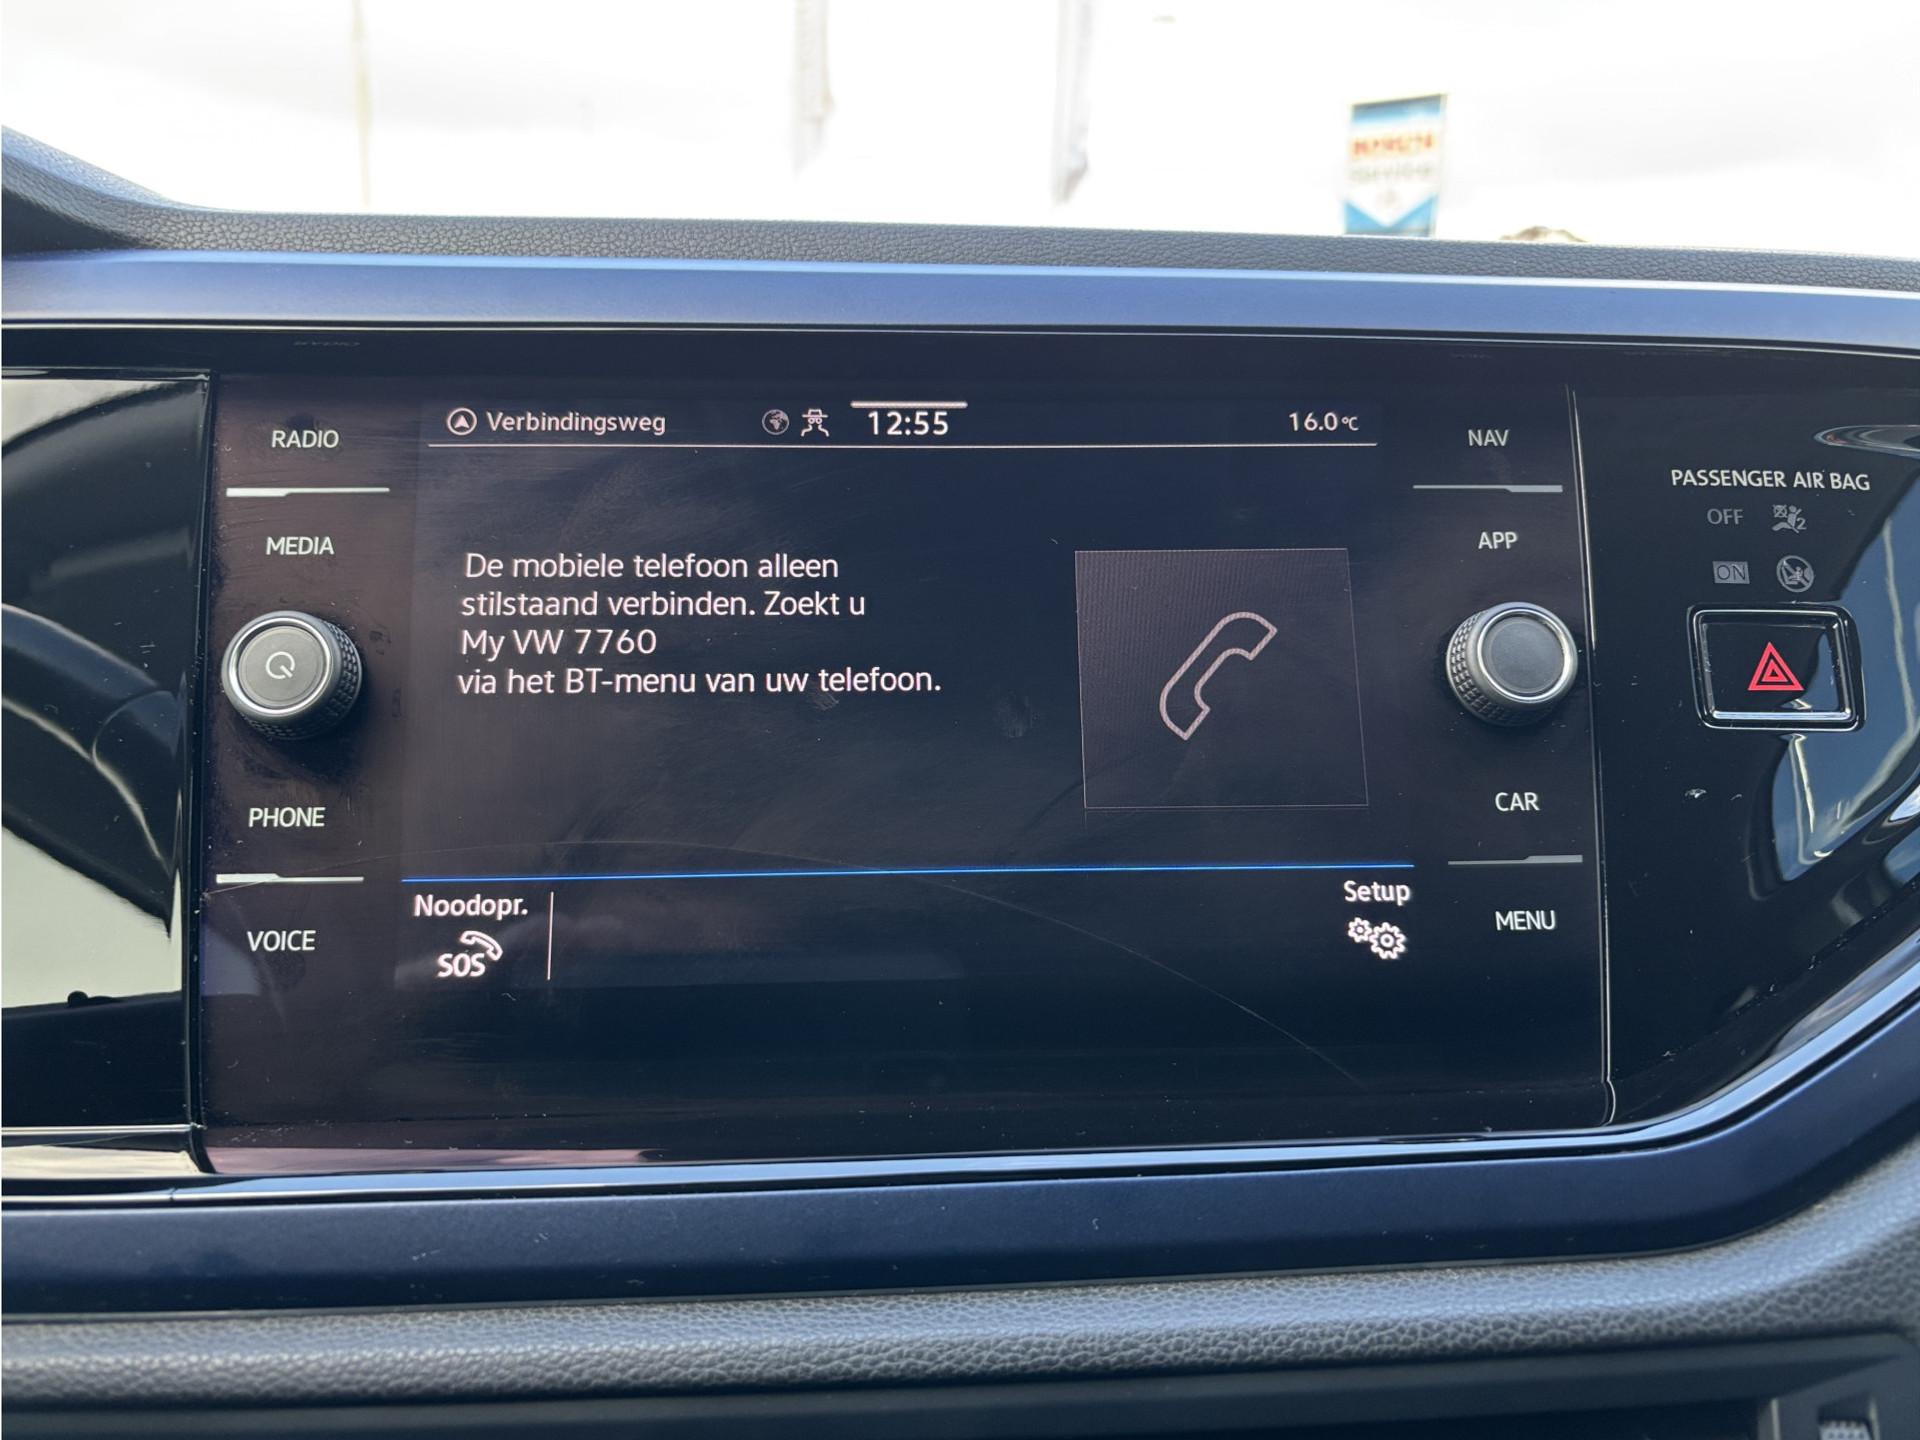 Verbindingsweg 12:55 16.0°C
RADIO
MEDIA
PHONE
VOICE
De mobiele telefoon alleen
stilstaand verbinden. Zoekt u
My VW 7760
via het BT-menu van uw telefoon.
Noodopr.
SOS
Setup
NAV
APP
CAR
MENU
PASSENGER AIR BAG
OFF
ON